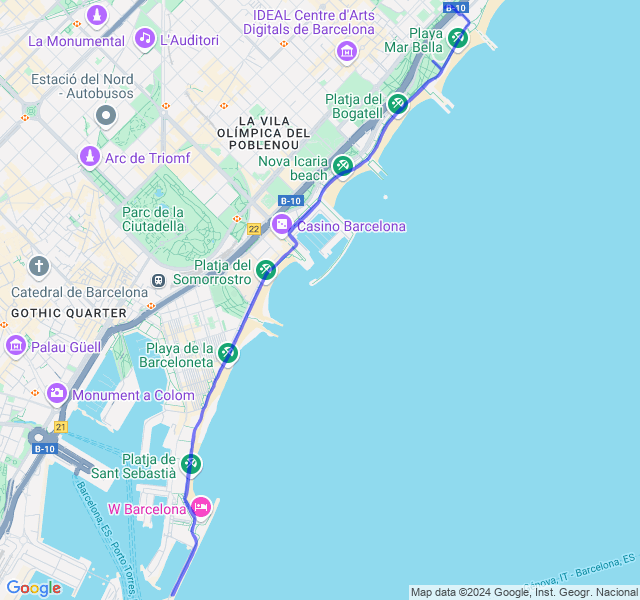 B-10
IDEAL Centre d'Arts
Digitals de Barcelona
La Monumental
L'Auditori
Playa
Mar Bella
Estació del Nord
- Autobusos
Platja del
Bogatell
LA VILA
OLÍMPICA DEL
POBLENOU
Arc de Triomf
Nova Icaria
beach
B-10
Parc de la
Ciutadella
22
Casino Barcelona
Catedral de Barcelona
Platja del
Somorrostro
GOTHIC QUARTER
Palau Güell
Playa de la
Barceloneta
Monument a Colom
21
B-10
Platja de
Sant Sebastià
W Barcelona
Barcelona, ES - Porto Torres
Google
Génova, IT - Barcelona, ES
Map data ©2024 Google, Inst. Geogr. Nacional